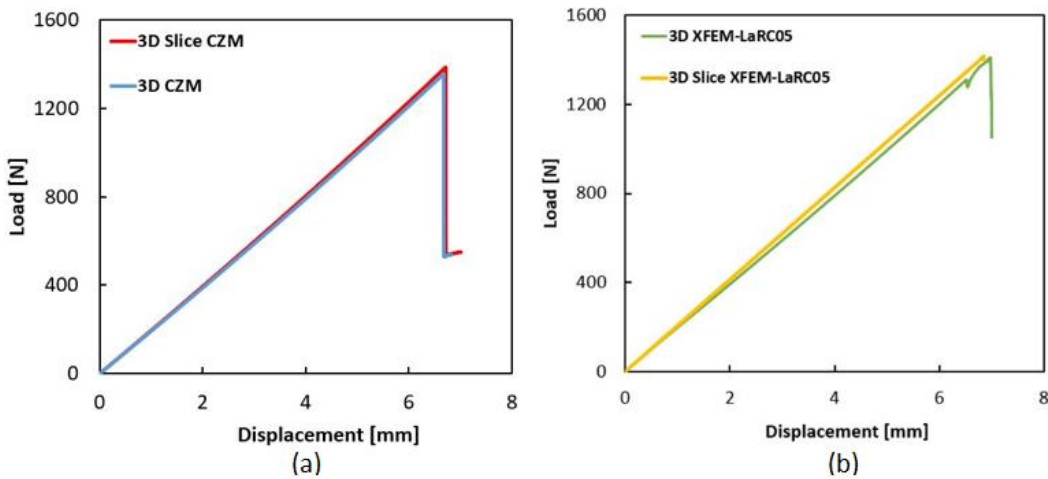 1600
1200
800
400
0
Load [N]
3D Slice CZM
3D CZM
0 2 4 6 8
Displacement [mm]
(a)
1600
1200
800
400
0
Load [N]
3D XFEM-LaRC05
3D Slice XFEM-LaRC05
0 2 4 6 8
Displacement [mm]
(b)